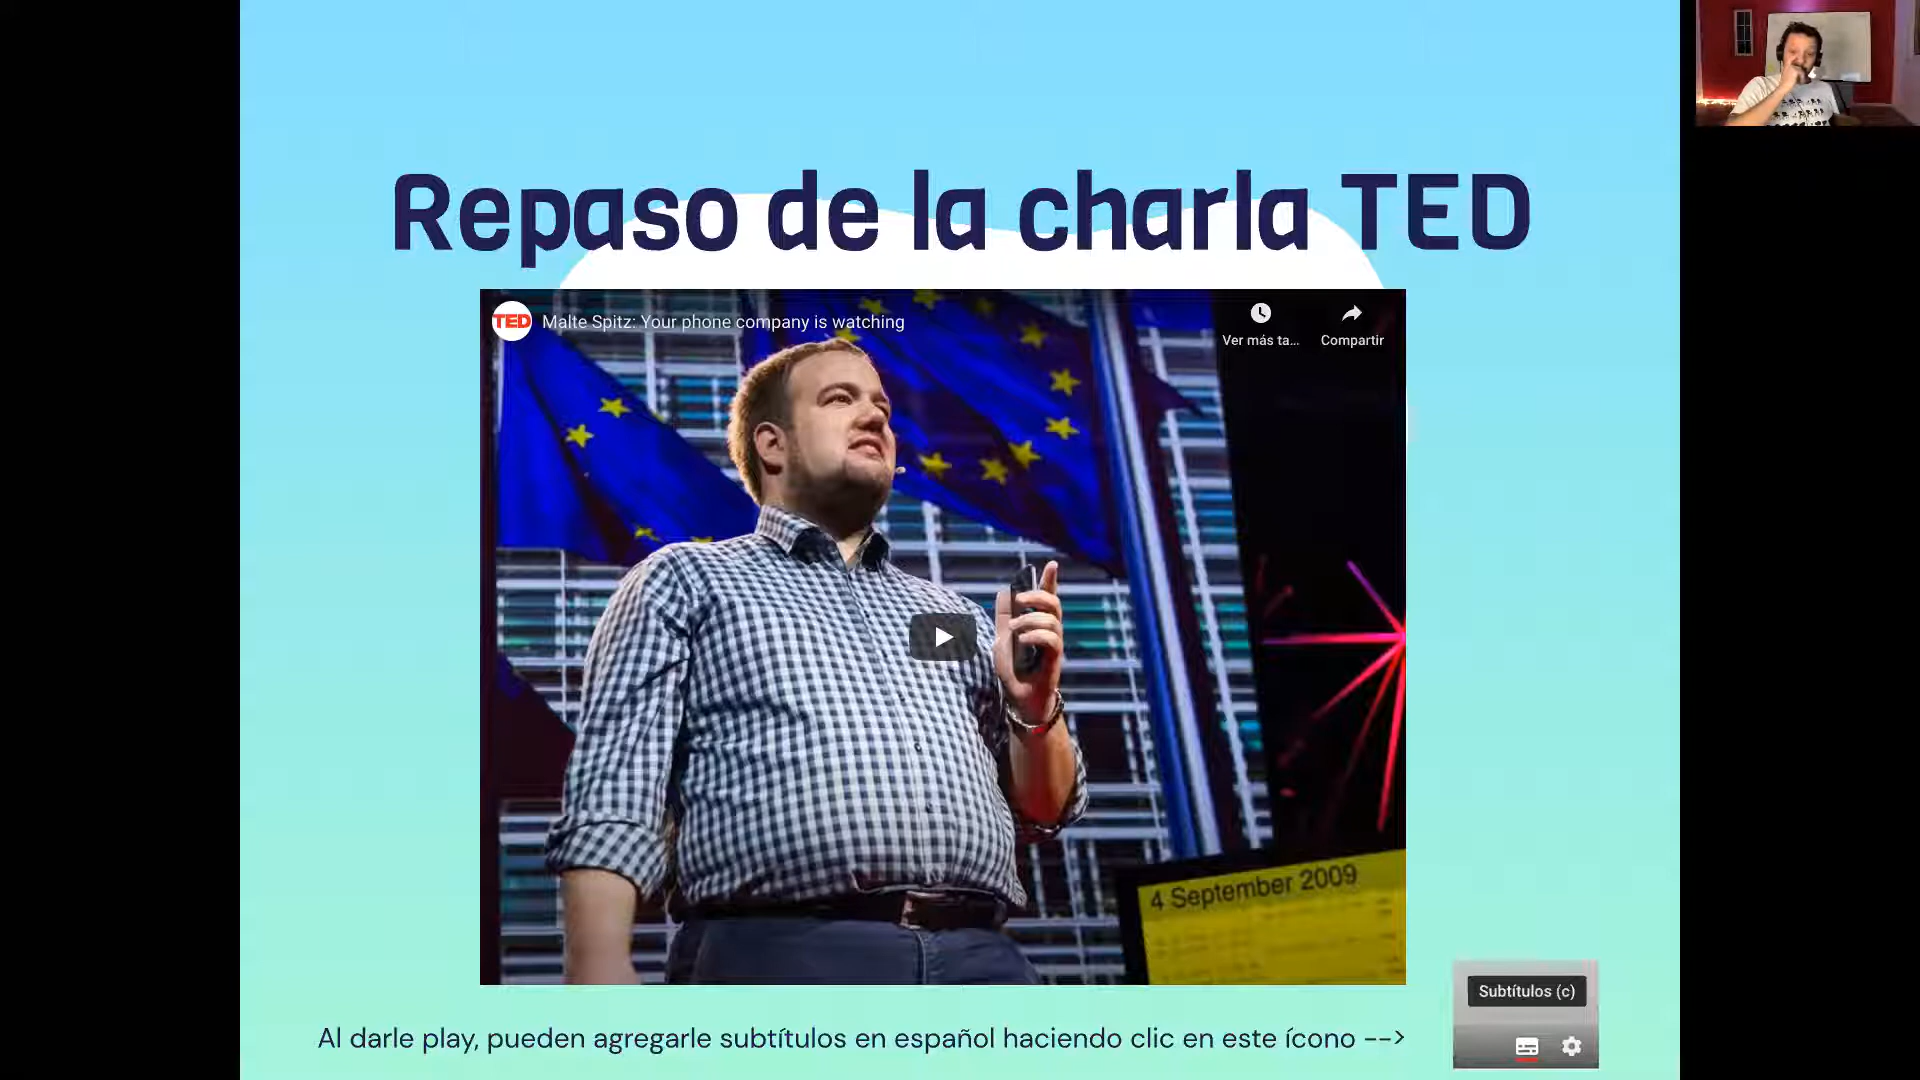 Repaso de la charla TED
TED
Malte Spitz: Your phone company is watching
Ver más ta...
Compartir
4 September 2009
Subtítulos (c)
Al darle play, pueden agregarle subtítulos en español haciendo clic en este ícono -->